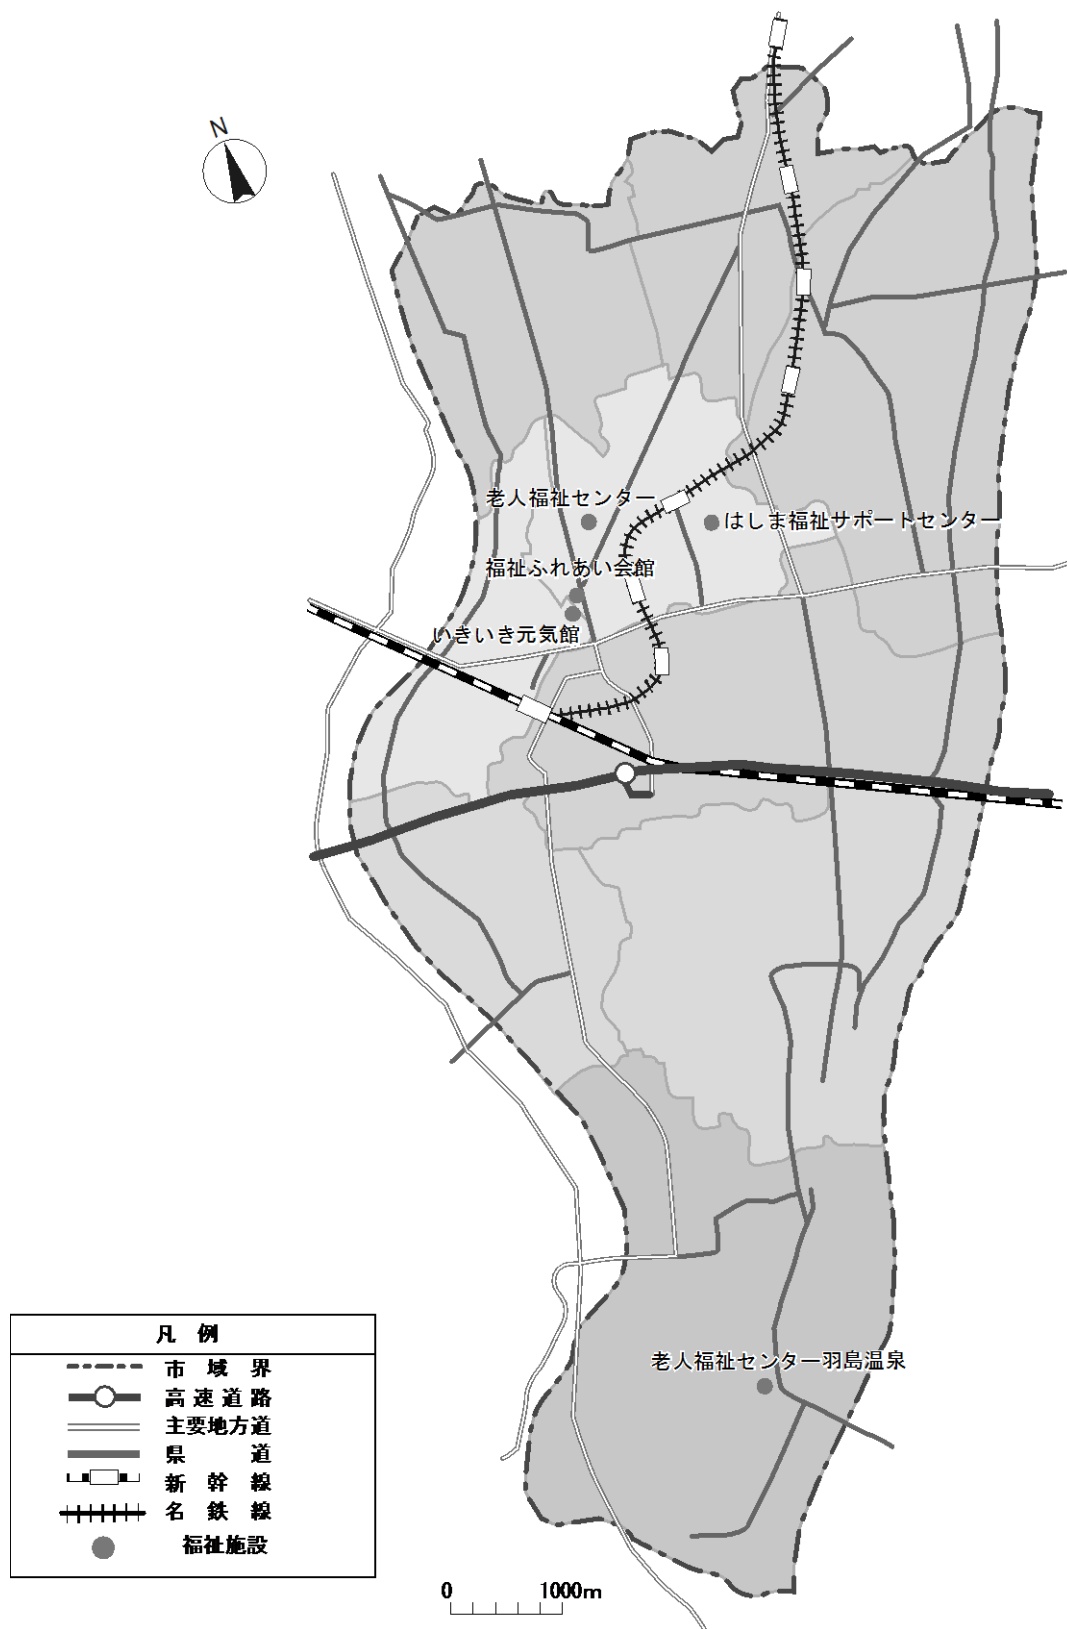 N
老人福祉センター
はしま福祉サポートセンター
福祉ふれあい会館
いきいき元気館
老人福祉センター羽島温泉
凡 例
市 域 界
高 速 道 路
主要地方道
県 道
新 幹 線
名 鉄 線
福祉施設
0 1000m